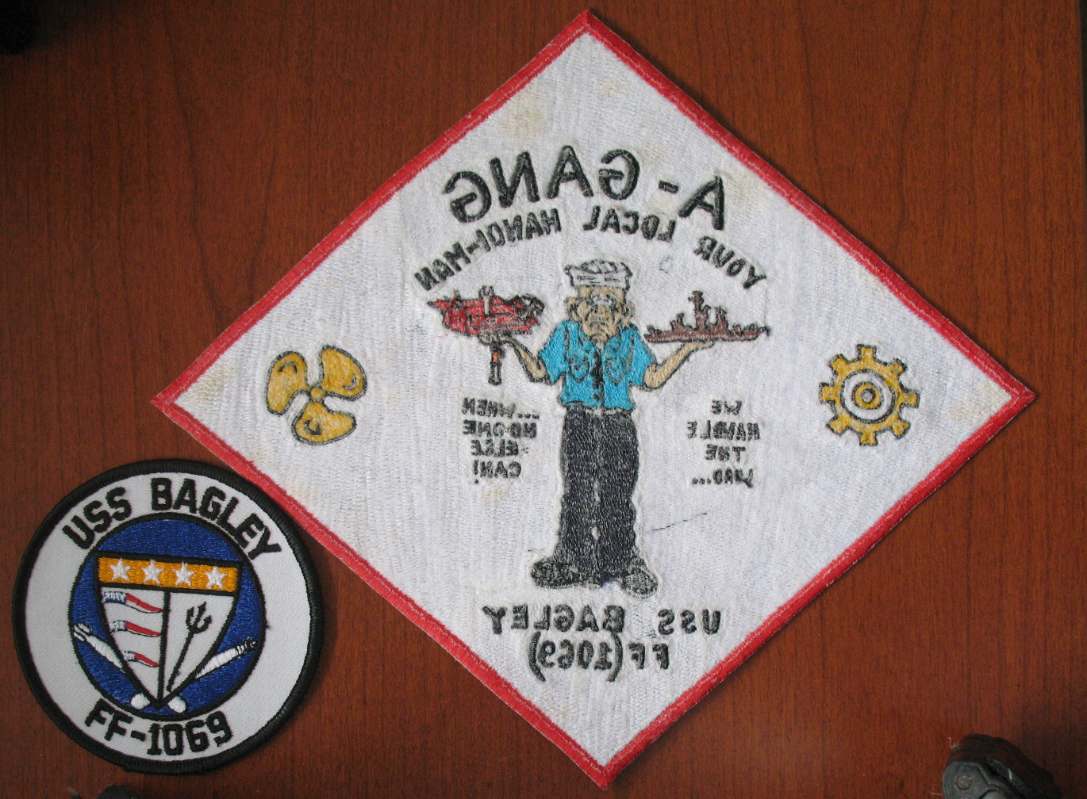 A-GANG
YOUR LOCAL HANDI-MAN
WE
HANDLE
THE
LOAD...
...WHEN
NO-ONE
ELSE
CAN!
USS BAGLEY
FF(1069)
USS BAGLEY
FF-1069